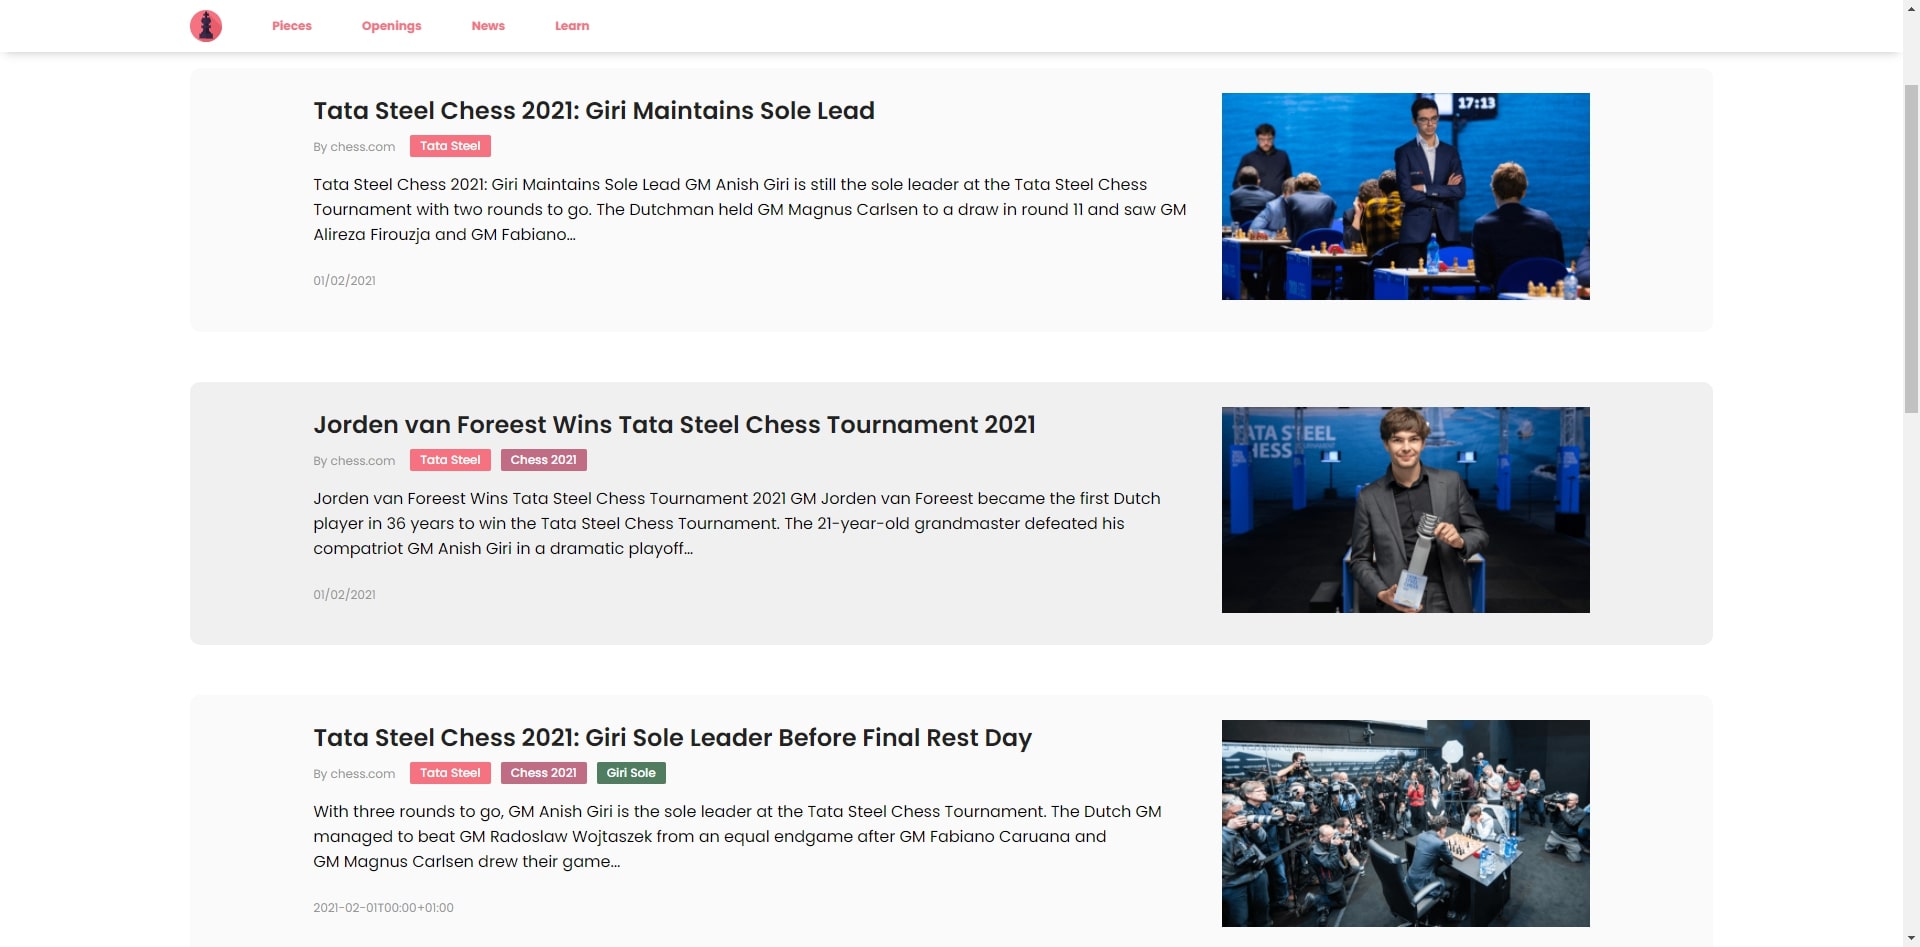 Pieces Openings News Learn
Tata Steel Chess 2021: Giri Maintains Sole Lead
By chess.com Tata Steel
Tata Steel Chess 2021: Giri Maintains Sole Lead GM Anish Giri is still the sole leader at the Tata Steel Chess
Tournament with two rounds to go. The Dutchman held GM Magnus Carlsen to a draw in round 11 and saw GM
Alireza Firouzja and GM Fabiano...
01/02/2021
17:13
Jorden van Foreest Wins Tata Steel Chess Tournament 2021
By chess.com Tata Steel Chess 2021
Jorden van Foreest Wins Tata Steel Chess Tournament 2021 GM Jorden van Foreest became the first Dutch
player in 36 years to win the Tata Steel Chess Tournament. The 21-year-old grandmaster defeated his
compatriot GM Anish Giri in a dramatic playoff...
01/02/2021
TATA STEEL
CHESS
Tata Steel Chess 2021: Giri Sole Leader Before Final Rest Day
By chess.com Tata Steel Chess 2021 Giri Sole
With three rounds to go, GM Anish Giri is the sole leader at the Tata Steel Chess Tournament. The Dutch GM
managed to beat GM Radoslaw Wojtaszek from an equal endgame after GM Fabiano Caruana and
GM Magnus Carlsen drew their game...
2021-02-01T00:00+01:00